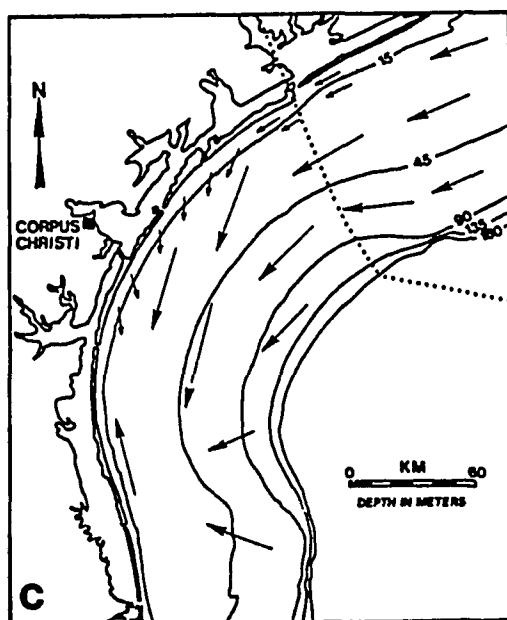 15
N
45
CORPUS
CHRISTI
90
135
180
0 KM 60
DEPTH IN METERS
C